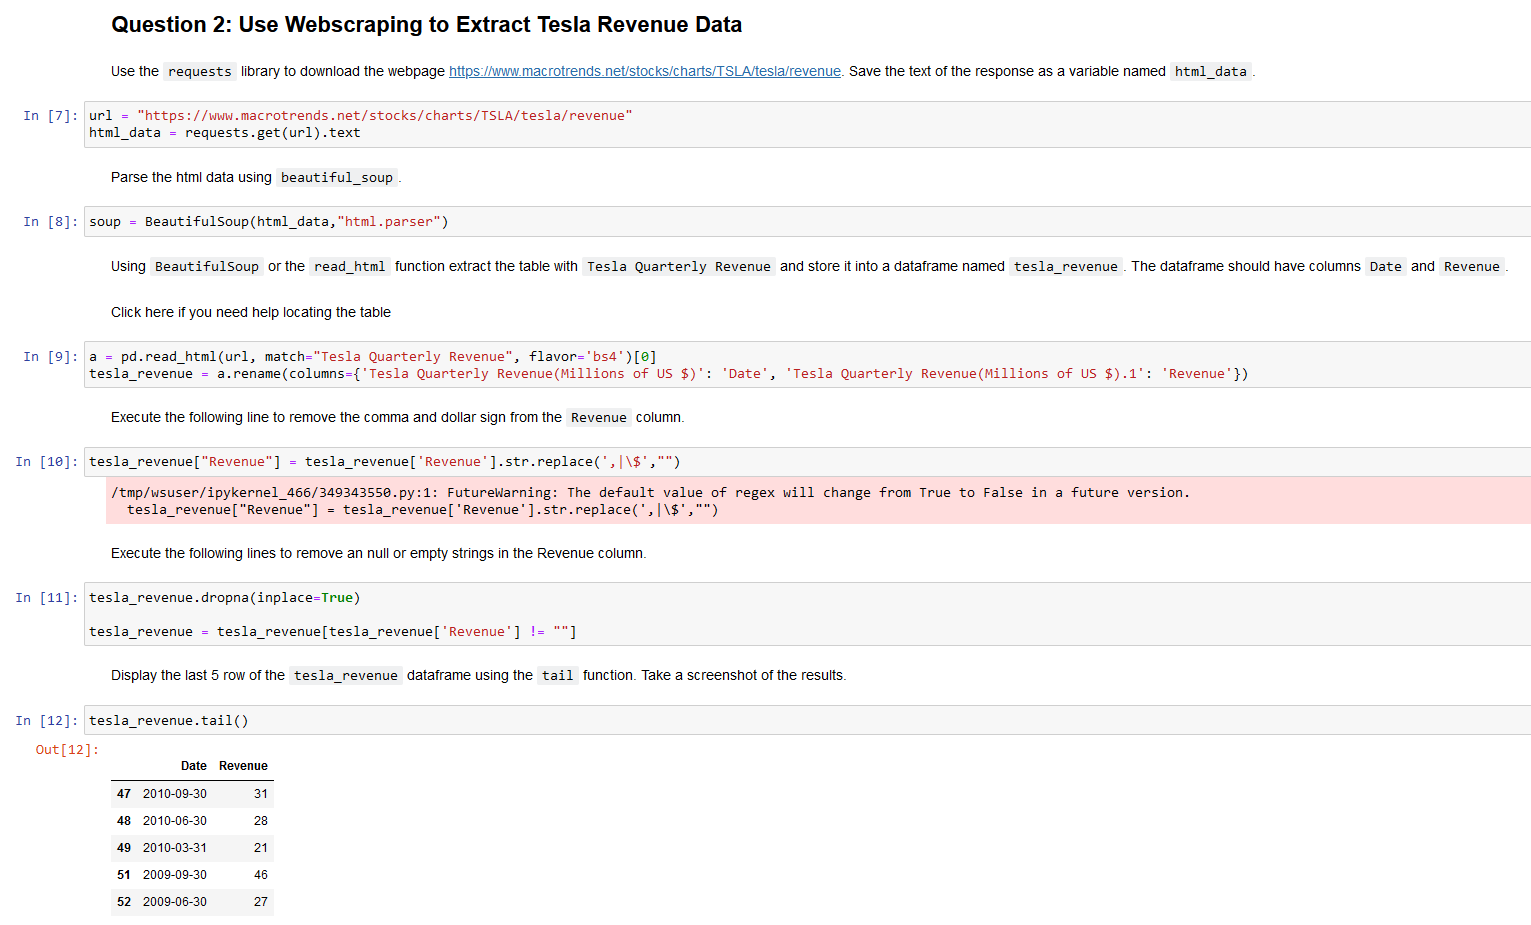 Question 2: Use Webscraping to Extract Tesla Revenue Data
Use the requests library to download the webpage https://www.macrotrends.net/stocks/charts/TSLA/tesla/revenue. Save the text of the response as a variable named html_data .
In [7]: url = "https://www.macrotrends.net/stocks/charts/TSLA/tesla/revenue"
html_data = requests.get(url).text
Parse the html data using beautiful_soup .
In [8]: soup = BeautifulSoup(html_data,"html.parser")
Using BeautifulSoup or the read_html function extract the table with Tesla Quarterly Revenue and store it into a dataframe named tesla_revenue . The dataframe should have columns Date and Revenue .
Click here if you need help locating the table
In [9]: a = pd.read_html(url, match="Tesla Quarterly Revenue", flavor='bs4')[0]
tesla_revenue = a.rename(columns={'Tesla Quarterly Revenue(Millions of US $)': 'Date', 'Tesla Quarterly Revenue(Millions of US $).1': 'Revenue'})
Execute the following line to remove the comma and dollar sign from the Revenue column.
In [10]: tesla_revenue["Revenue"] = tesla_revenue['Revenue'].str.replace(',|\$',"")
/tmp/wsuser/ipykernel_466/349343550.py:1: FutureWarning: The default value of regex will change from True to False in a future version.
tesla_revenue["Revenue"] = tesla_revenue['Revenue'].str.replace(',|\$',"")
Execute the following lines to remove an null or empty strings in the Revenue column.
In [11]: tesla_revenue.dropna(inplace=True)
tesla_revenue = tesla_revenue[tesla_revenue['Revenue'] != ""]
Display the last 5 row of the tesla_revenue dataframe using the tail function. Take a screenshot of the results.
In [12]: tesla_revenue.tail()
Out[12]:
Date Revenue
47 2010-09-30 31
48 2010-06-30 28
49 2010-03-31 21
51 2009-09-30 46
52 2009-06-30 27